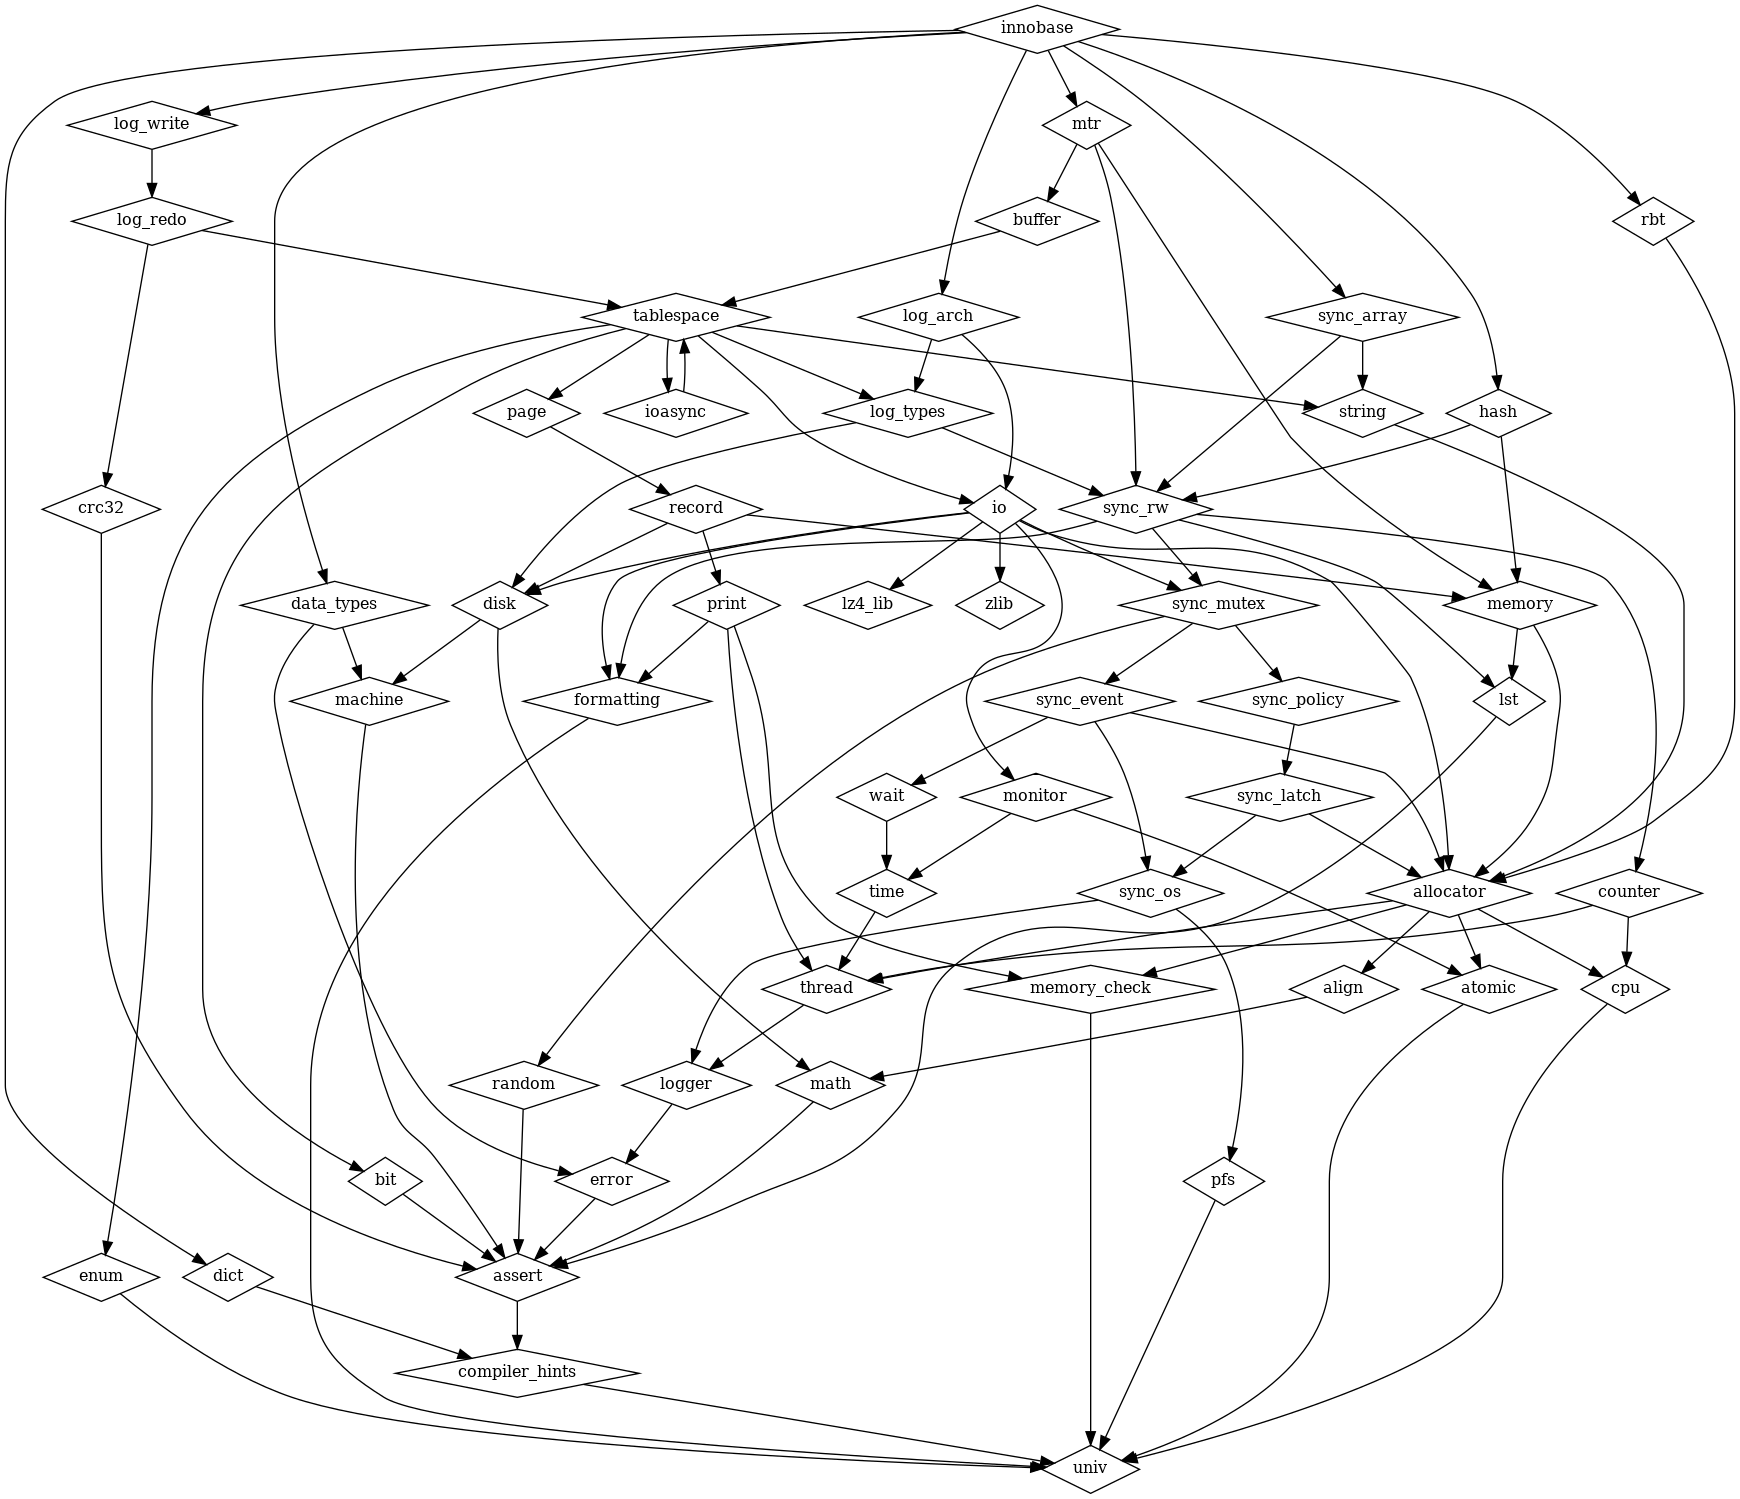 innobase
log_write
mtr
log_redo
buffer
rbt
tablespace
log_arch
sync_array
page
ioasync
log_types
string
hash
crc32
record
io
sync_rw
data_types
disk
print
lz4_lib
zlib
sync_mutex
memory
machine
formatting
sync_event
sync_policy
lst
wait
monitor
sync_latch
time
sync_os
allocator
counter
thread
memory_check
align
atomic
cpu
random
logger
math
bit
error
pfs
enum
dict
assert
compiler_hints
univ